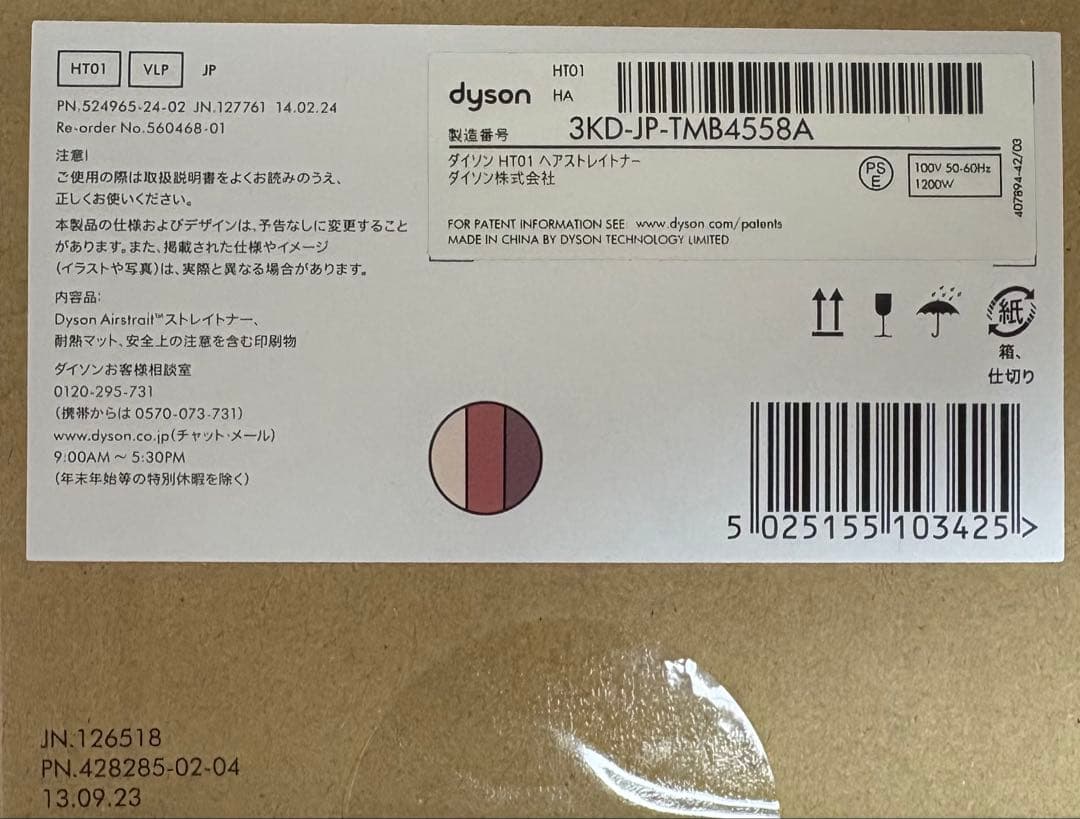 HT01 VLP JP
PN.524965-24-02 JN.127761 14.02.24
Re-order No.560468-01
注意!
ご使用の際は取扱説明書をよくお読みのうえ、
正しくお使いください。
本製品の仕様およびデザインは、予告なしに変更すること
があります。また、掲載された仕様やイメージ
(イラストや写真)は、実際と異なる場合があります。
内容品:
Dyson Airstrait™ストレイトナー、
耐熱マット、安全上の注意を含む印刷物
ダイソンお客様相談室
0120-295-731
(携帯からは 0570-073-731)
www.dyson.co.jp(チャット・メール)
9:00AM ~ 5:30PM
(年末年始等の特別休暇を除く)
dyson
HT01
HA
製造番号 3KD-JP-TMB4558A
ダイソン HT01 ヘアストレイトナー
ダイソン株式会社
PS
E
100V 50-60Hz
1200W
407894-42/03
FOR PATENT INFORMATION SEE: www.dyson.com/patents
MADE IN CHINA BY DYSON TECHNOLOGY LIMITED
紙
箱、
仕切り
5 025155 103425 >
JN.126518
PN.428285-02-04
13.09.23